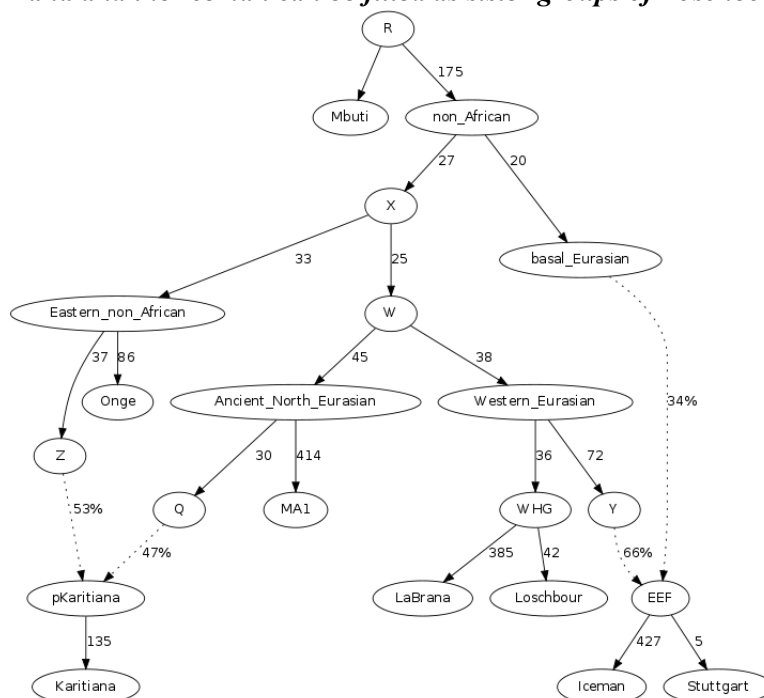 R
175
Mbuti
non_African
27
20
X
33
25
basal_Eurasian
Eastern_non_African
W
37
86
45
38
34%
Onge
Ancient_North_Eurasian
Western_Eurasian
Z
30
414
36
72
53%
Q
MA1
WHG
Y
47%
385
42
66%
pKaritiana
LaBrana
Loschbour
EEF
135
427
5
Karitiana
Iceman
Stuttgart